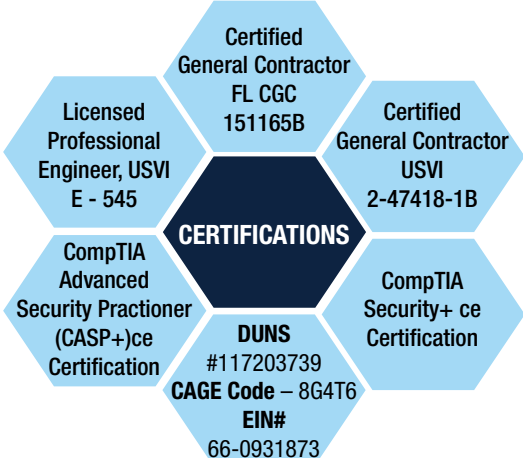 Certified
General Contractor
FL CGC
151165B
Licensed
Professional
Engineer, USVI
E - 545
Certified
General Contractor
USVI
2-47418-1B
CERTIFICATIONS
CompTIA
Advanced
Security Practioner
(CASP+)ce
Certification
CompTIA
Security+ ce
Certification
DUNS
#117203739
CAGE Code – 8G4T6
EIN#
66-0931873